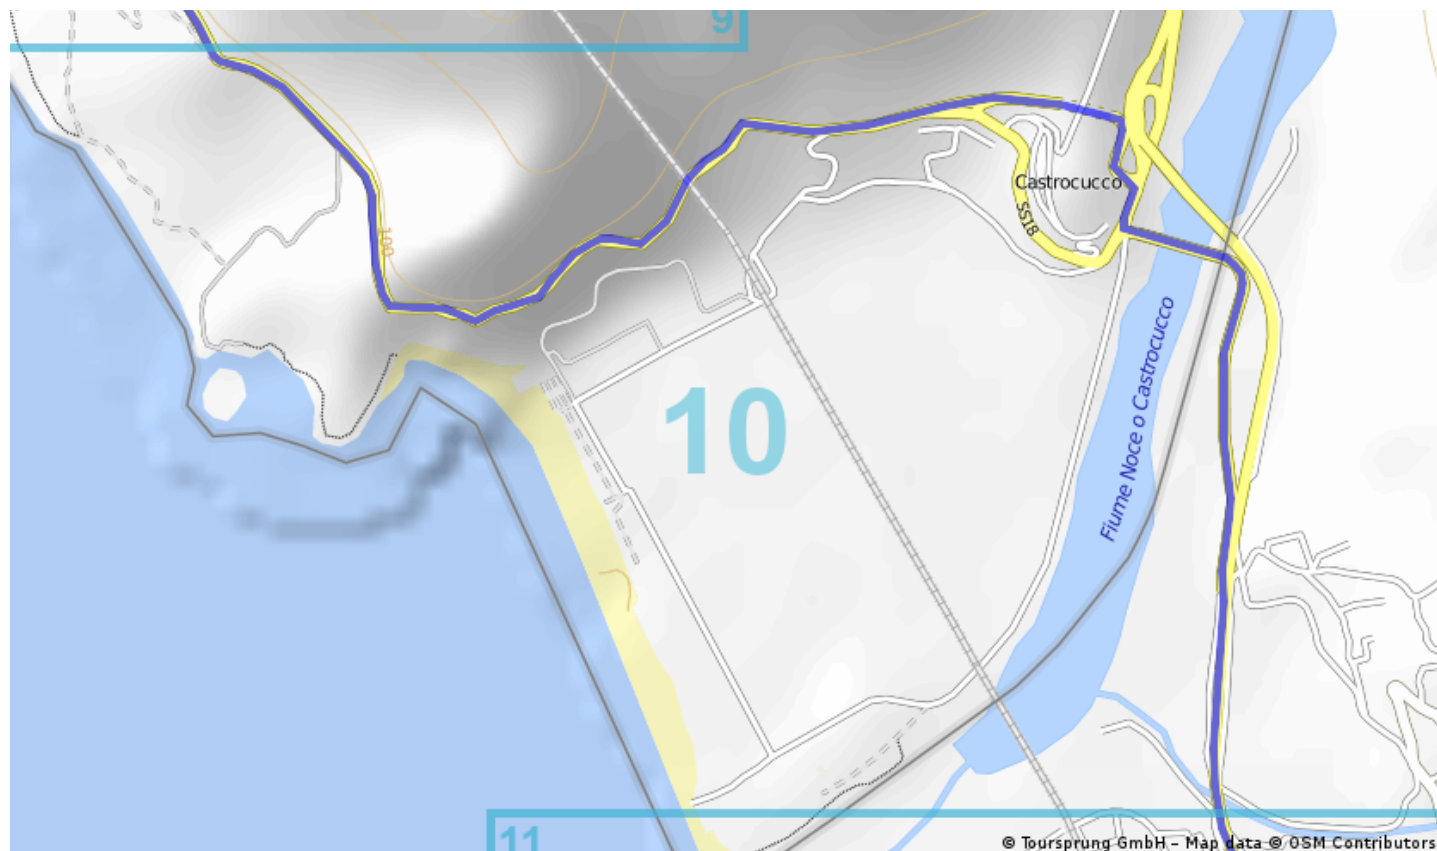 9
Castrocucco
SS18
100
Fiume Noce o Castrocucco
10
11
© Toursprung GmbH – Map data © OSM Contributors